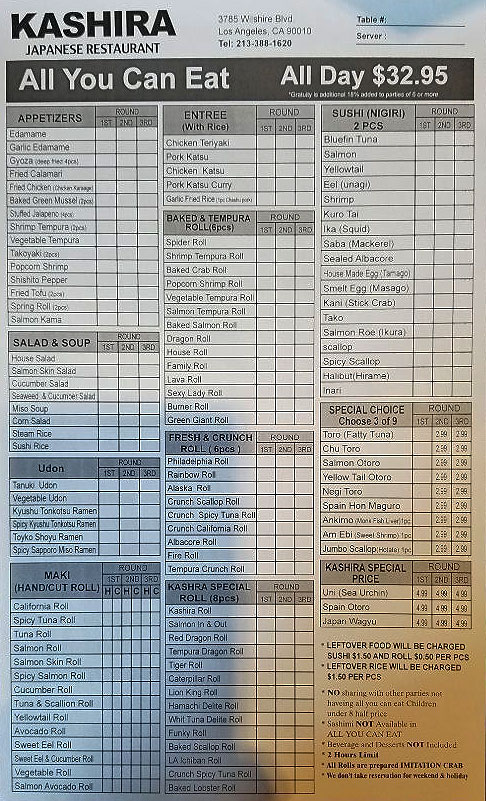 KASHIRA
JAPANESE RESTAURANT
3785 Wilshire Blvd.
Los Angeles, CA 90010
Tel: 213-388-1620
Table #:
Server :
All You Can Eat All Day $32.95
*Gratuity is additional 18% added to parties of 6 or more
APPETIZERS ROUND
1ST 2ND 3RD
Edamame
Garlic Edamame
Gyoza (deep fried 4pcs)
Fried Calamari
Fried Chicken (Chicken Karaage)
Baked Green Mussel (2pcs)
Stuffed Jalapeno (4pcs)
Shrimp Tempura (2pcs)
Vegetable Tempura
Takoyaki (2pcs)
Popcorn Shrimp
Shishito Pepper
Fried Tofu (2pcs)
Spring Roll (2pcs)
Salmon Kama
SALAD & SOUP ROUND
1ST 2ND 3RD
House Salad
Salmon Skin Salad
Cucumber Salad
Seaweed & Cucumber Salad
Miso Soup
Corn Salad
Steam Rice
Sushi Rice
Udon ROUND
1ST 2ND 3RD
Tanuki Udon
Vegetable Udon
Kyushu Tonkotsu Ramen
Spicy Kyushu Tonkotsu Ramen
Toyko Shoyu Ramen
Spicy Sapporo Miso Ramen
MAKI
(HAND/CUT ROLL) ROUND
1ST 2ND 3RD
H C H C H C
California Roll
Spicy Tuna Roll
Tuna Roll
Salmon Roll
Salmon Skin Roll
Spicy Salmon Roll
Cucumber Roll
Tuna & Scallion Roll
Yellowtail Roll
Avocado Roll
Sweet Eel Roll
Sweet Eel & Cucumber Roll
Vegetable Roll
Salmon Avocado Roll
ENTREE
(With Rice) ROUND
1ST 2ND 3RD
Chicken Teriyaki
Pork Katsu
Chicken Katsu
Pork Katsu Curry
Garlic Fried Rice (1pc Chashu pork)
BAKED & TEMPURA
ROLL(6pcs) ROUND
1ST 2ND 3RD
Spider Roll
Shrimp Tempura Roll
Baked Crab Roll
Popcorn Shrimp Roll
Vegetable Tempura Roll
Salmon Tempura Roll
Baked Salmon Roll
Dragon Roll
House Roll
Family Roll
Lava Roll
Sexy Lady Roll
Burner Roll
Green Giant Roll
FRESH & CRUNCH
ROLL ( 6pcs ) ROUND
1ST 2ND 3RD
Philadelphia Roll
Rainbow Roll
Alaska Roll
Crunch Scallop Roll
Crunch Spicy Tuna Roll
Crunch California Roll
Albacore Roll
Fire Roll
Tempura Crunch Roll
KASHRA SPECIAL
ROLL (8pcs) ROUND
1ST 2ND 3RD
Kashira Roll
Salmon In & Out
Red Dragon Roll
Tempura Dragon Roll
Tiger Roll
Caterpillar Roll
Lion King Roll
Hamachi Delite Roll
Whit Tuna Delite Roll
Funky Roll
Baked Scallop Roll
LA Ichiban Roll
Crunch Spicy Tuna Roll
Baked Lobster Roll
SUSHI (NIGIRI)
2 PCS ROUND
1ST 2ND 3RD
Bluefin Tuna
Salmon
Yellowtail
Eel (unagi)
Shrimp
Kuro Tai
Ika (Squid)
Saba (Mackerel)
Sealed Albacore
House Made Egg (Tamago)
Smelt Egg (Masago)
Kani (Stick Crab)
Tako
Salmon Roe (Ikura)
scallop
Spicy Scallop
Halibut(Hirame)
Inari
SPECIAL CHOICE
Choose 3 of 9 ROUND
1ST 2ND 3RD
Toro (Fatty Tuna) 2.99 2.99
Chu Toro 2.99 2.99
Salmon Otoro 2.99 2.99
Yellow Tail Otoro 2.99 2.99
Negi Toro 2.99 2.99
Spain Hon Maguro 2.99 2.99
Ankimo (Monk Fish Liver)1pc 2.99 2.99
Am Ebi (Sweet Shrimp) 1pc 2.99 2.99
Jumbo Scallop(Hotate) 1pc 2.99 2.99
KASHIRA SPECIAL
PRICE ROUND
1ST 2ND 3RD
Uni (Sea Urchin) 4.99 4.99 4.99
Spain Otoro 4.99 4.99 4.99
Japan Wagyu 4.99 4.99 4.99
* LEFTOVER FOOD WILL BE CHARGED
SUSHI $1.50 AND ROLL $0.50 PER PCS
* LEFTOVER RICE WILL BE CHARGED
$1.50 PER PCS
* NO sharing with other parties not
haveing all you can eat Children
under 8 half price
* Sashimi NOT Available in
ALL YOU CAN EAT
* Beverage and Desserts NOT Included
* 2 Hours Limit
* All Rolls are prepared IMITATION CRAB
* We don't take reservation for weekend & holiday